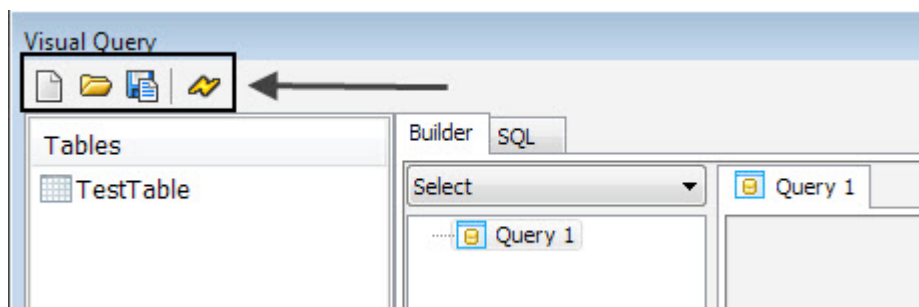 Visual Query
Tables
TestTable
Builder
SQL
Select
Query 1
Query 1